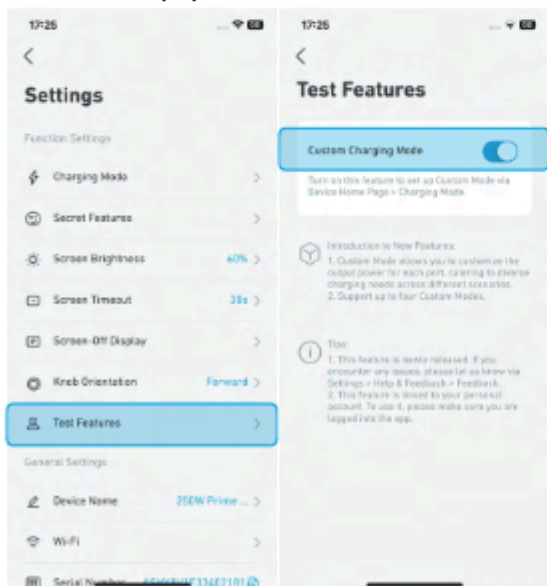 17:25
Settings
Function Settings
Charging Mode
Secret Features
Screen Brightness 60%
Screen Timeout 30s
Screen-Off Display
Knob Orientation Forward
Test Features
General Settings
Device Name 250W Prime ...
Wi-Fi
Serial
17:25
Test Features
Custom Charging Mode
Turn on this feature to set up Custom Mode via
Device Home Page > Charging Mode.
Introduction to New Features:
1. Custom Mode allows you to customize the
output power for each port, catering to diverse
charging needs across different scenarios.
2. Support up to four Custom Modes.
Tips:
1. This feature is newly released. If you
encounter any issues, please let us know via
Settings > Help & Feedback > Feedback.
2. This feature is linked to your personal
account. To use it, please make sure you are
logged into the app.